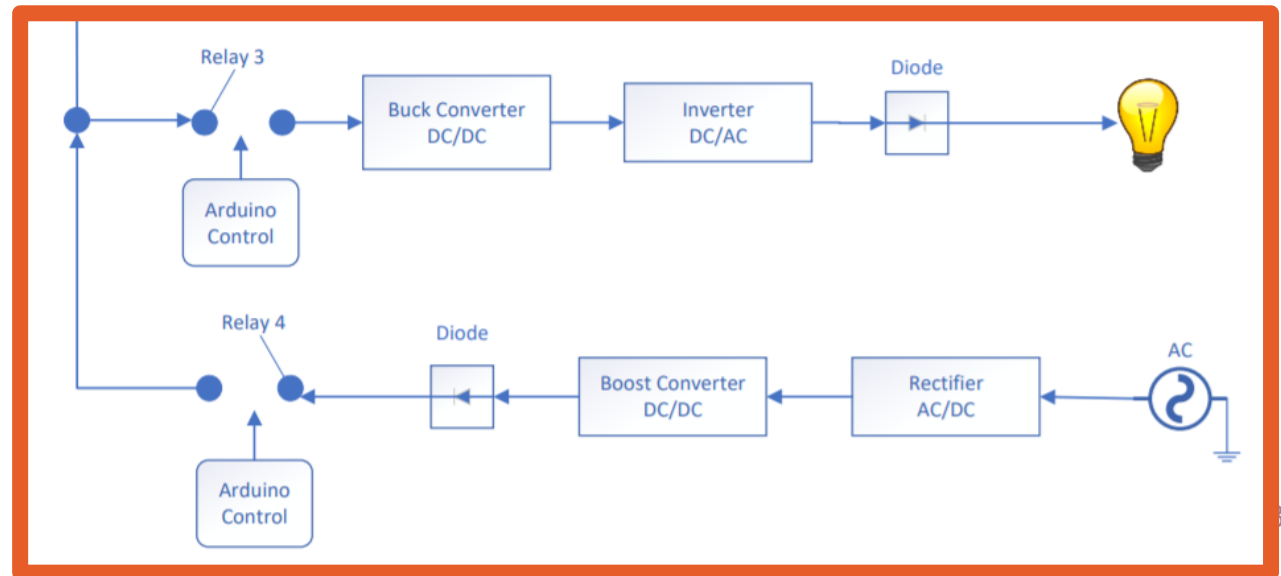 Relay 3
Diode
Buck Converter
DC/DC
Inverter
DC/AC
Arduino
Control
Relay 4
Diode
AC
Boost Converter
DC/DC
Rectifier
AC/DC
Arduino
Control